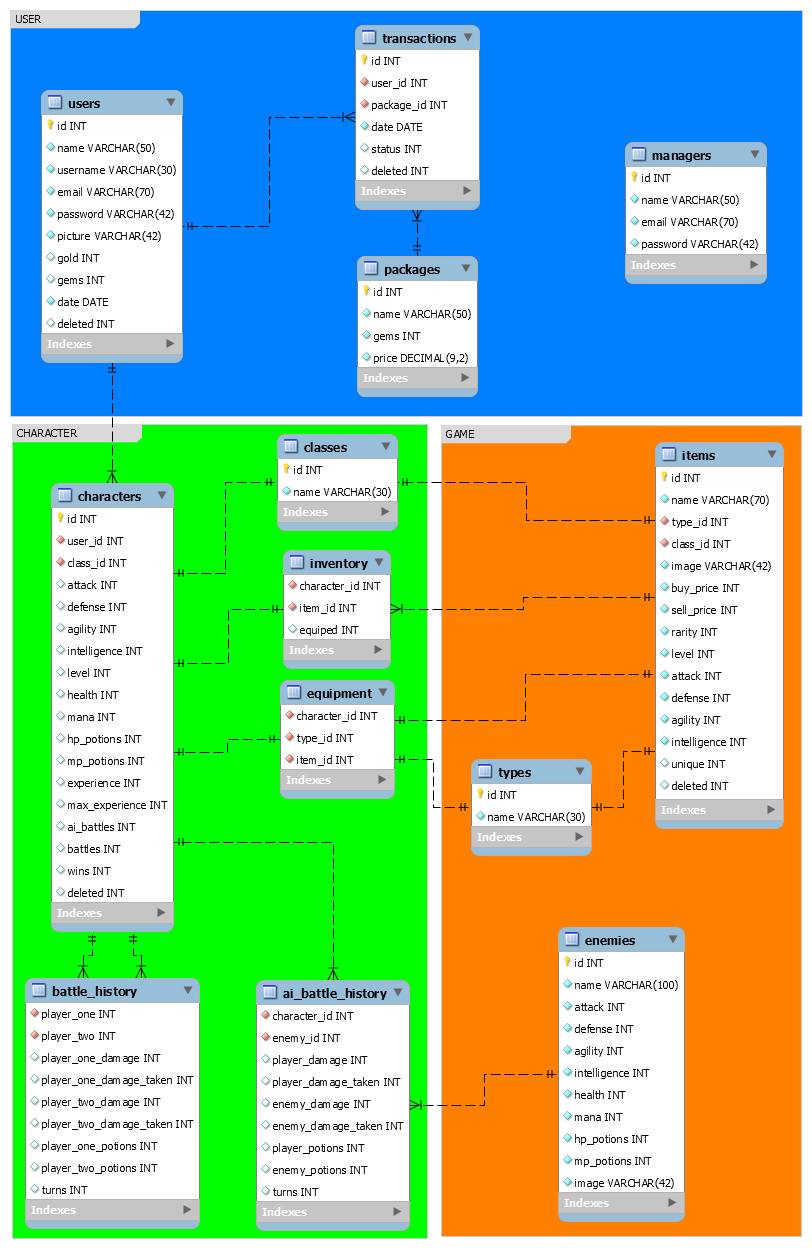 USER
transactions
id INT
user_id INT
package_id INT
date DATE
status INT
deleted INT
Indexes
users
id INT
name VARCHAR(50)
username VARCHAR(30)
email VARCHAR(70)
password VARCHAR(42)
picture VARCHAR(42)
gold INT
gems INT
date DATE
deleted INT
Indexes
managers
id INT
name VARCHAR(50)
email VARCHAR(70)
password VARCHAR(42)
Indexes
packages
id INT
name VARCHAR(50)
gems INT
price DECIMAL(9,2)
Indexes
CHARACTER
classes
id INT
name VARCHAR(30)
Indexes
characters
id INT
user_id INT
class_id INT
attack INT
defense INT
agility INT
intelligence INT
level INT
health INT
mana INT
hp_potions INT
mp_potions INT
experience INT
max_experience INT
ai_battles INT
battles INT
wins INT
deleted INT
Indexes
inventory
character_id INT
item_id INT
equiped INT
Indexes
equipment
character_id INT
type_id INT
item_id INT
Indexes
battle_history
player_one INT
player_two INT
player_one_damage INT
player_one_damage_taken INT
player_two_damage INT
player_two_damage_taken INT
player_one_potions INT
player_two_potions INT
turns INT
Indexes
ai_battle_history
character_id INT
enemy_id INT
player_damage INT
player_damage_taken INT
enemy_damage INT
enemy_damage_taken INT
player_potions INT
enemy_potions INT
turns INT
Indexes
GAME
items
id INT
name VARCHAR(70)
type_id INT
class_id INT
image VARCHAR(42)
buy_price INT
sell_price INT
rarity INT
level INT
attack INT
defense INT
agility INT
intelligence INT
unique INT
deleted INT
Indexes
types
id INT
name VARCHAR(30)
Indexes
enemies
id INT
name VARCHAR(100)
attack INT
defense INT
agility INT
intelligence INT
health INT
mana INT
hp_potions INT
mp_potions INT
image VARCHAR(42)
Indexes